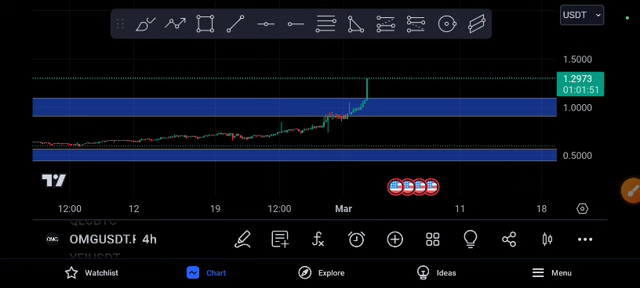 USDT
1.5000
1.2973
01:01:51
1.0000
0.5000
12:00 12 19 12:00 Mar 11 18
OMG OMGUSDT.F 4h
Watchlist Chart Explore Ideas Menu